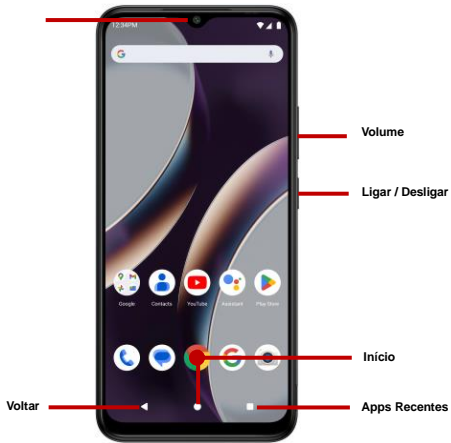 12:34PM
Volume
Ligar / Desligar
Google Contacts YouTube Assistant Play Store
Início
Voltar
Apps Recentes